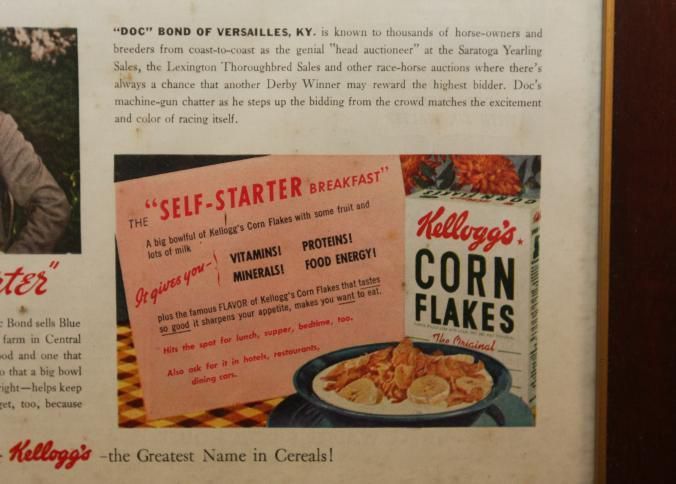 "DOC" BOND OF VERSAILLES, KY. is known to thousands of horse-owners and
breeders from coast-to-coast as the genial "head auctioneer" at the Saratoga Yearling
Sales, the Lexington Thoroughbred Sales and other race-horse auctions where there's
always a chance that another Derby Winner may reward the highest bidder. Doc's
machine-gun chatter as he steps up the bidding from the crowd matches the excitement
and color of racing itself.
THE "SELF-STARTER BREAKFAST"
A big bowlful of Kellogg's Corn Flakes with some fruit and
lots of milk
It gives you—
VITAMINS! PROTEINS!
MINERALS! FOOD ENERGY!
plus the famous FLAVOR of Kellogg's Corn Flakes that tastes
so good it sharpens your appetite, makes you want to eat.
Hits the spot for lunch, supper, bedtime, too.
Also ask for it in hotels, restaurants,
dining cars.
Kellogg's
CORN
FLAKES
The Original
rter"
Bond sells Blue
farm in Central
ood and one that
o that a big bowl
right—helps keep
get, too, because
Kellogg's -the Greatest Name in Cereals!